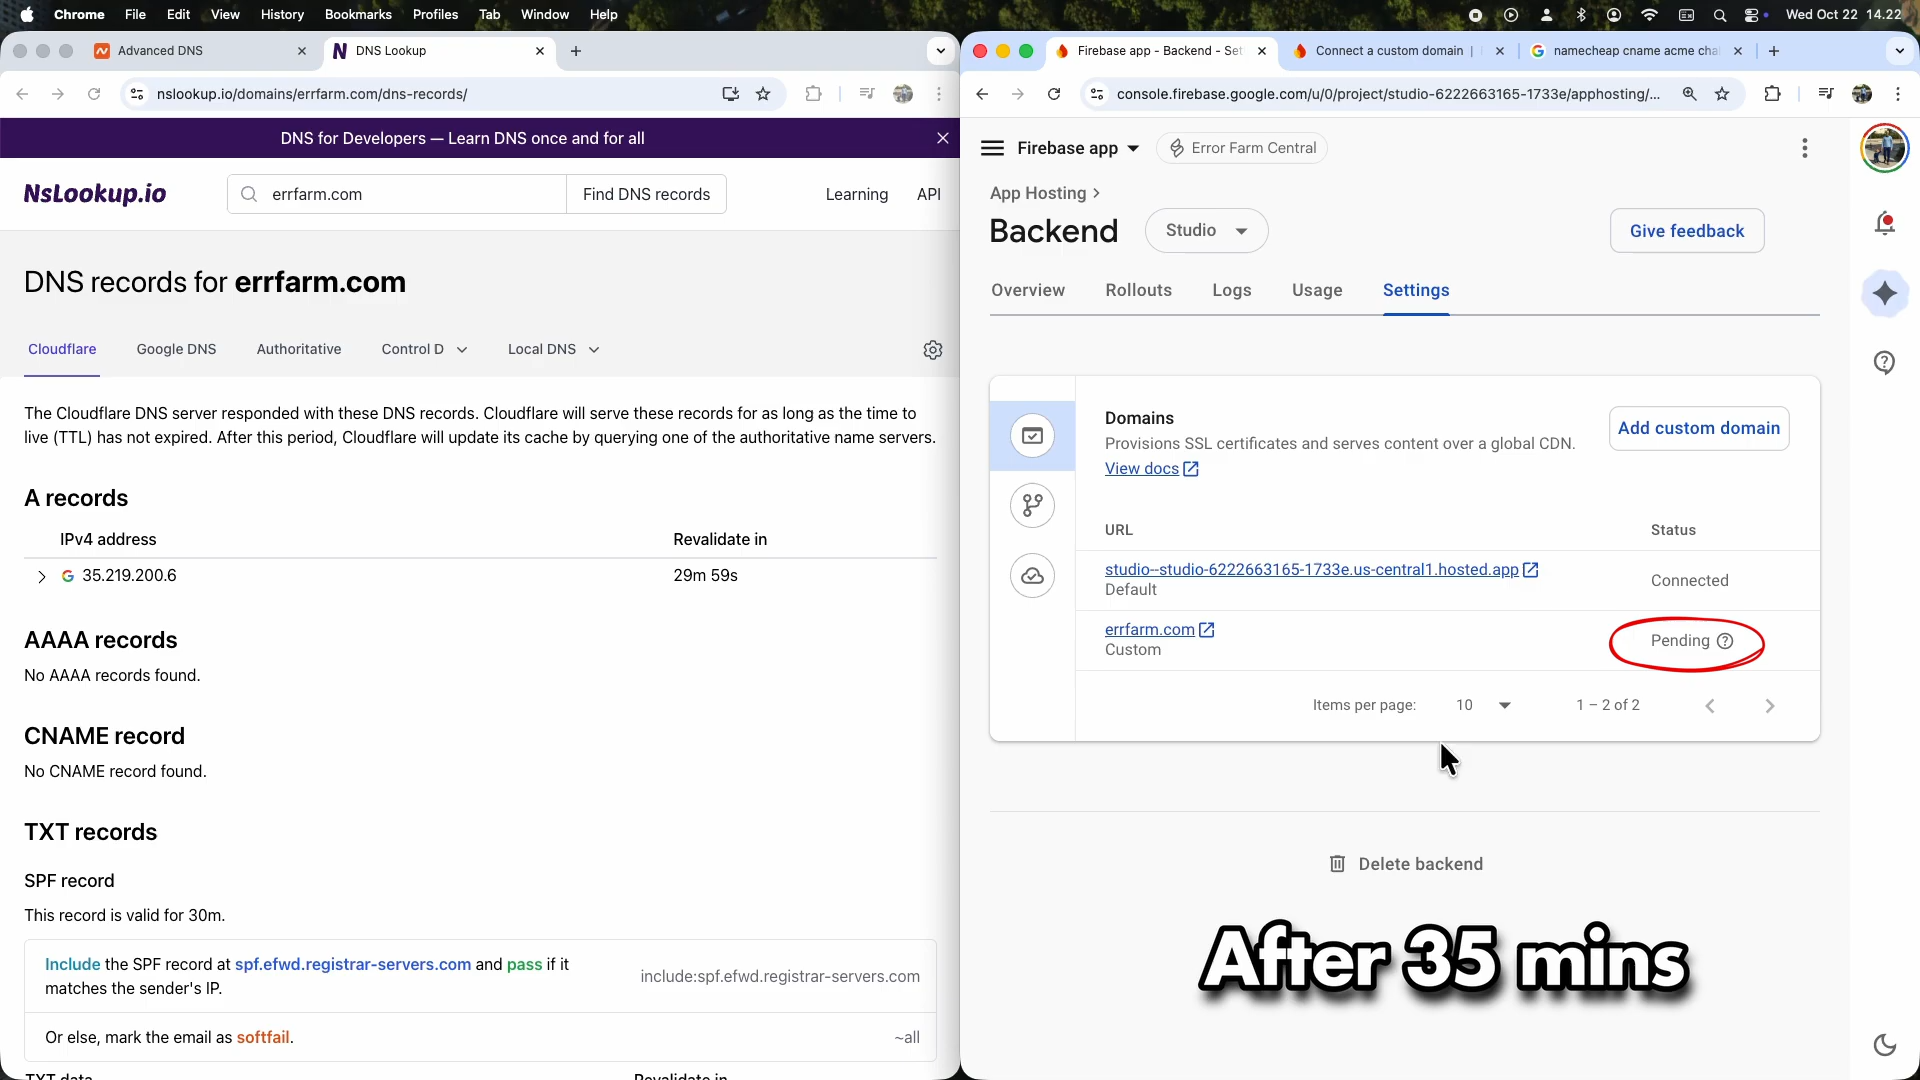 Chrome File Edit View History Bookmarks Profiles Tab Window Help
Wed Oct 22 14.22
Advanced DNS
DNS Lookup
nslookup.io/domains/errfarm.com/dns-records/
DNS for Developers — Learn DNS once and for all
NsLookup.io
errfarm.com
Find DNS records
Learning
API
DNS records for errfarm.com
Cloudflare
Google DNS
Authoritative
Control D
Local DNS
The Cloudflare DNS server responded with these DNS records. Cloudflare will serve these records for as long as the time to
live (TTL) has not expired. After this period, Cloudflare will update its cache by querying one of the authoritative name servers.
A records
IPv4 address
Revalidate in
35.219.200.6
29m 59s
AAAA records
No AAAA records found.
CNAME record
No CNAME record found.
TXT records
SPF record
This record is valid for 30m.
Include the SPF record at spf.efwd.registrar-servers.com and pass if it
matches the sender's IP.
include:spf.efwd.registrar-servers.com
Or else, mark the email as softfail.
~all
TXT data
Revalidate in
Firebase app - Backend - Set
Connect a custom domain |
namecheap cname acme cha
console.firebase.google.com/u/0/project/studio-6222663165-1733e/apphosting/...
Firebase app
Error Farm Central
App Hosting
Backend
Studio
Give feedback
Overview
Rollouts
Logs
Usage
Settings
Domains
Provisions SSL certificates and serves content over a global CDN.
View docs
Add custom domain
URL
Status
studio--studio-6222663165-1733e.us-central1.hosted.app
Default
Connected
errfarm.com
Custom
Pending
Items per page:
10
1 – 2 of 2
Delete backend
After 35 mins